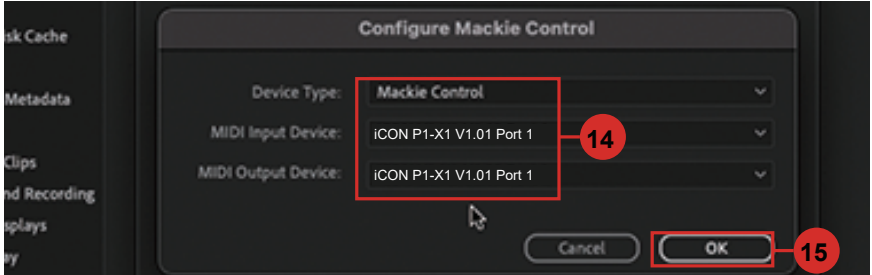 Configure Mackie Control
sk Cache
Device Type: Mackie Control
Metadata
MIDI Input Device: iCON P1-X1 V1.01 Port 1
14
Clips
MIDI Output Device: iCON P1-X1 V1.01 Port 1
nd Recording
splays
Cancel OK 15
ay